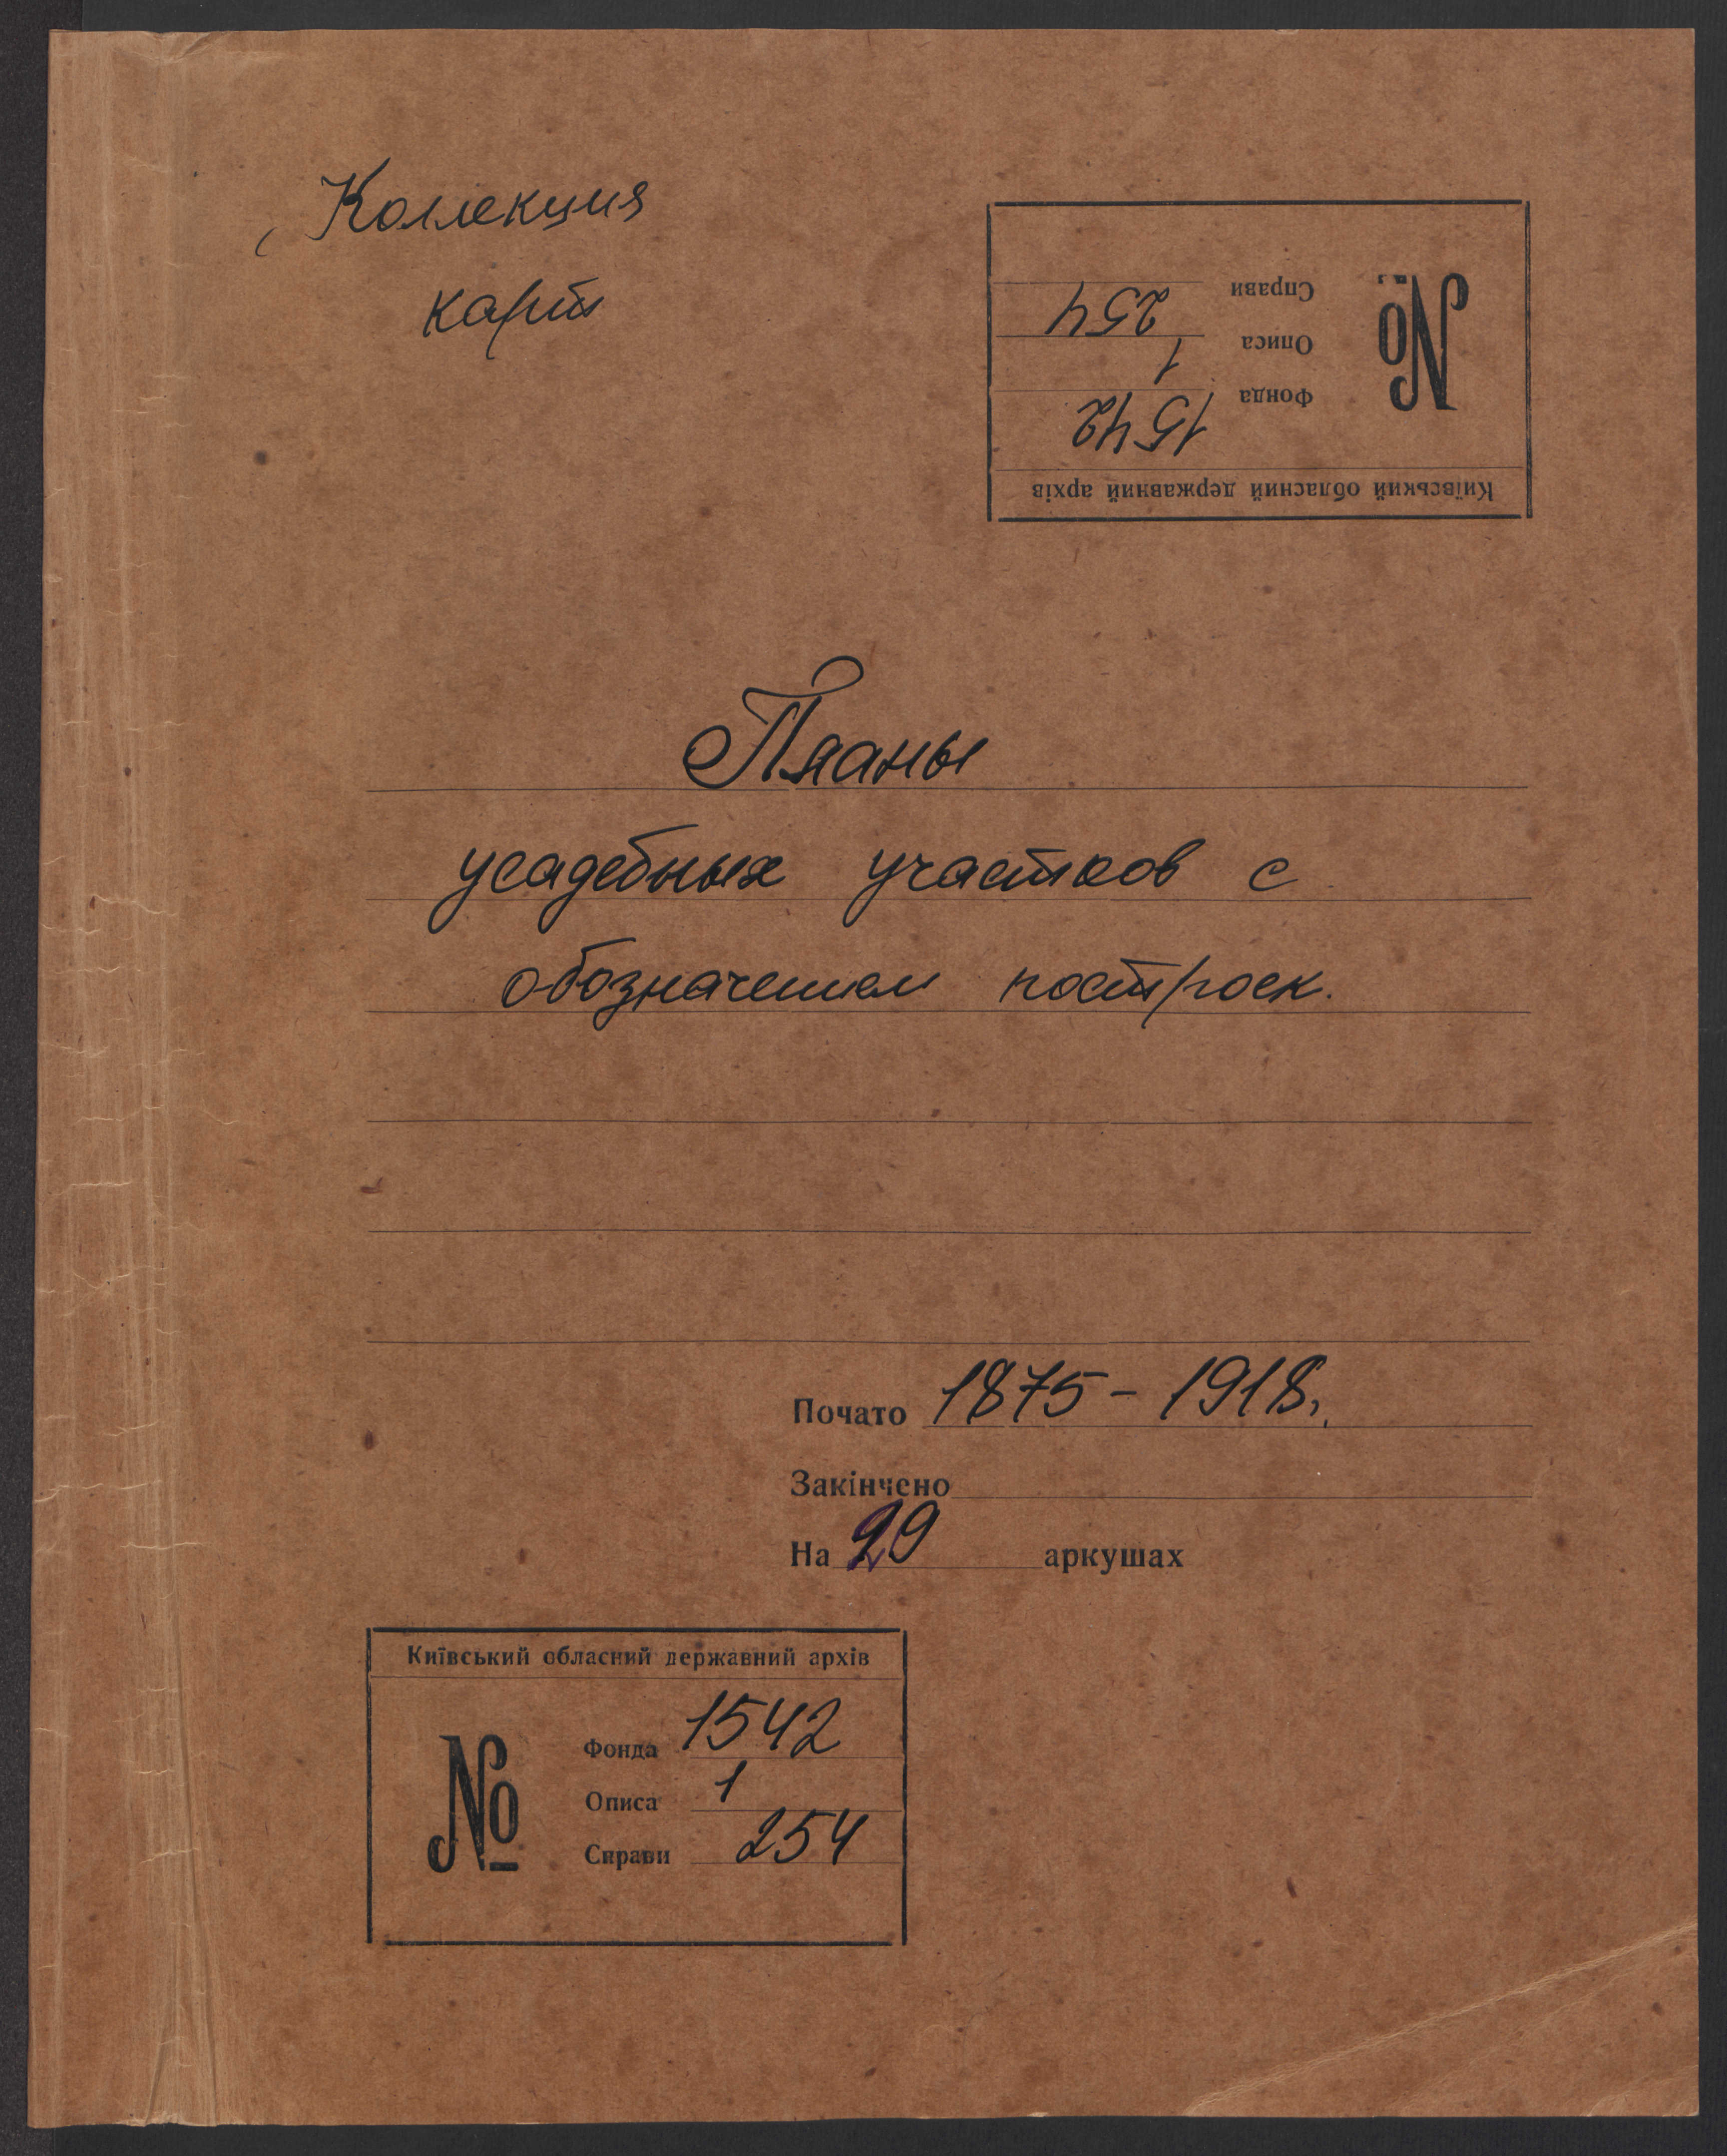 Коллекция
карт
Київський обласний державний архів
№
Фонда 1542
Описа 1
Справи 254
Планы
усадебных участков с
обозначением построек.
Почато 1875 - 1918.
Закінчено
На 29 аркушах
Київський обласний державний архів
№
Фонда 1542
Описа 1
Справи 254